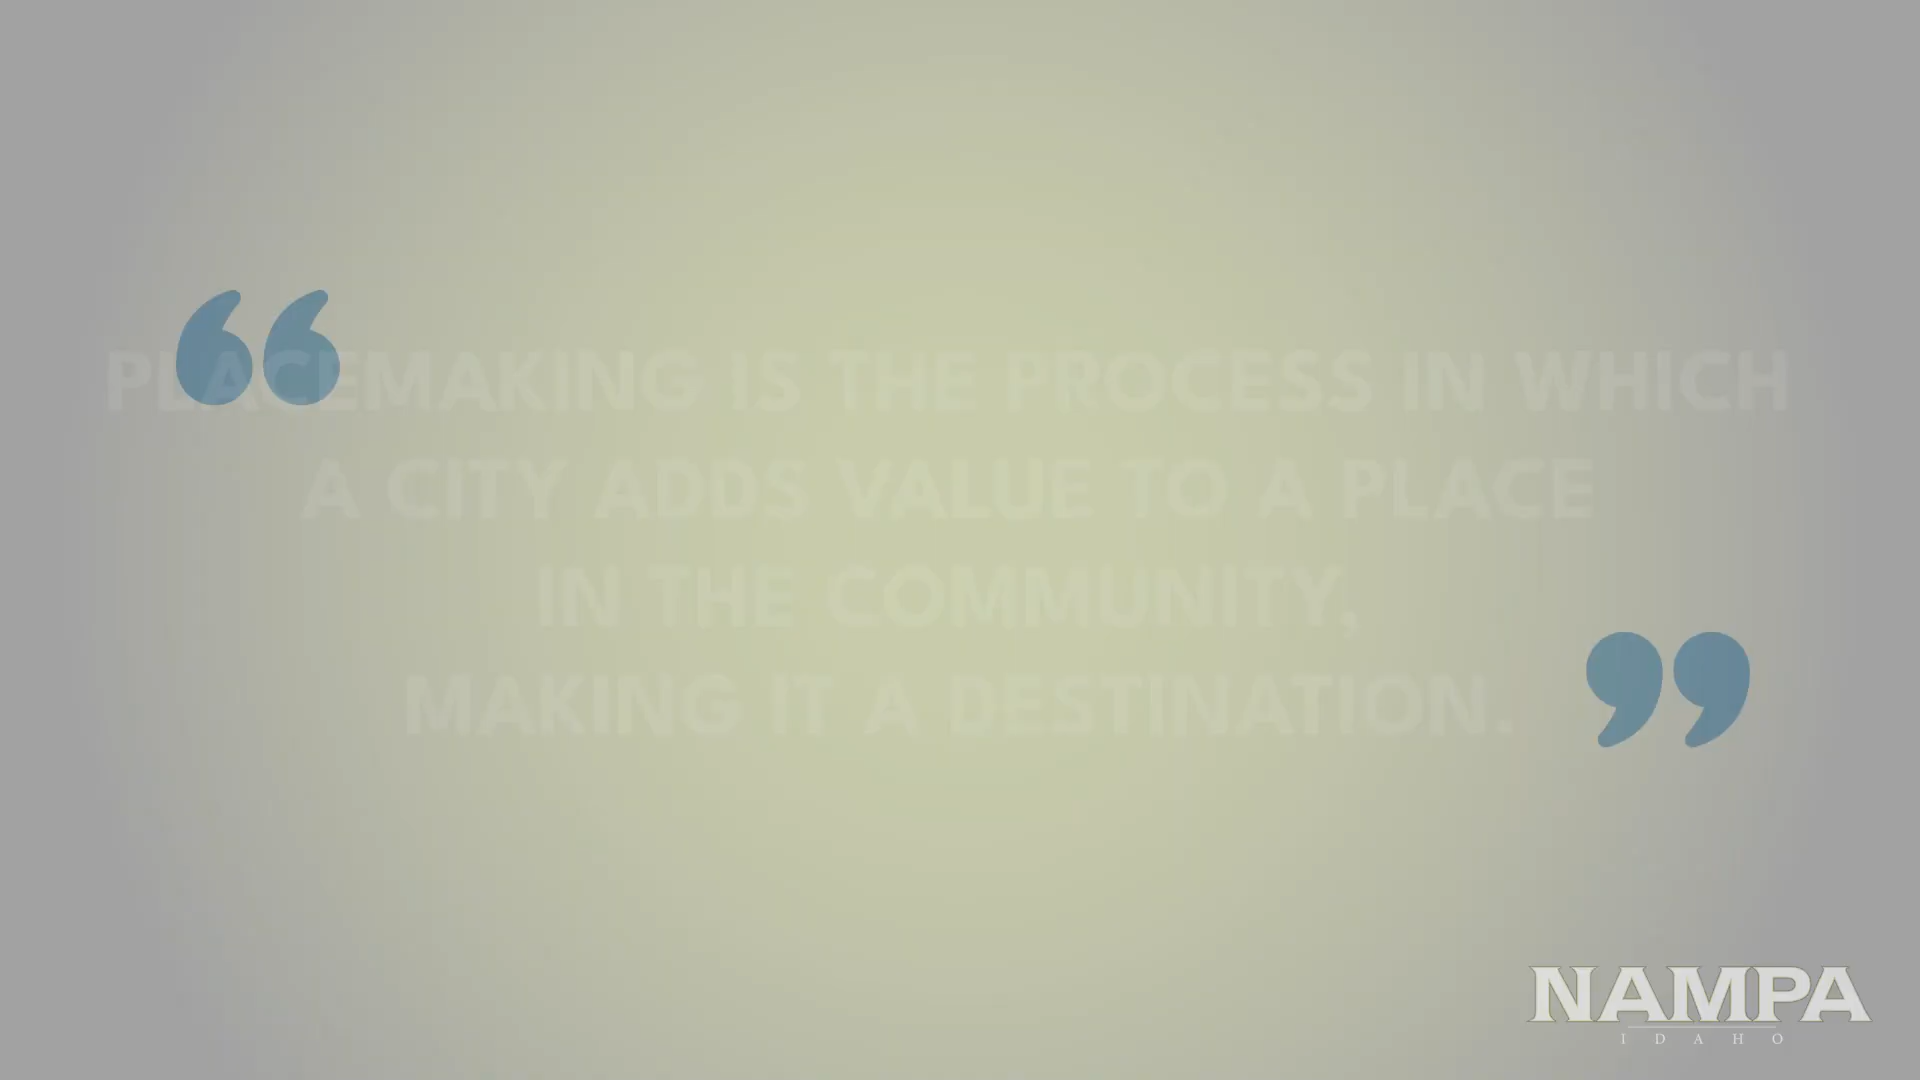 “
PLACEMAKING IS THE PROCESS IN WHICH
A CITY ADDS VALUE TO A PLACE
IN THE COMMUNITY,
MAKING IT A DESTINATION.
”
NAMPA
IDAHO